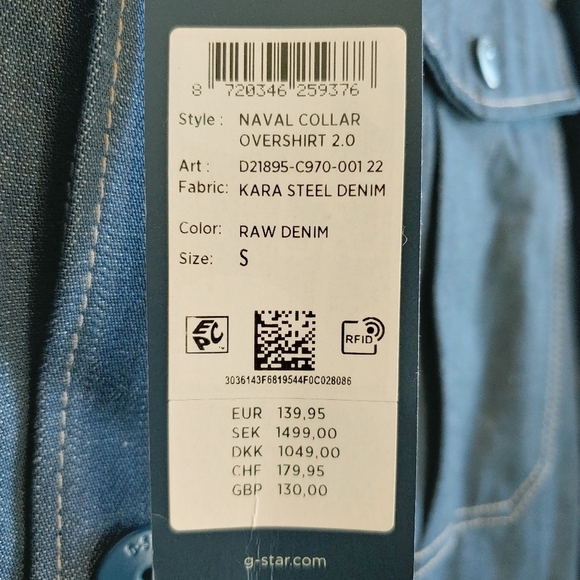 8 720346 259376
Style : NAVAL COLLAR
OVERSHIRT 2.0
Art : D21895-C970-001 22
Fabric: KARA STEEL DENIM
Color: RAW DENIM
Size: S
EPC
RFID
3036143F6819544F0C028086
EUR 139,95
SEK 1499,00
DKK 1049,00
CHF 179,95
GBP 130,00
g-star.com